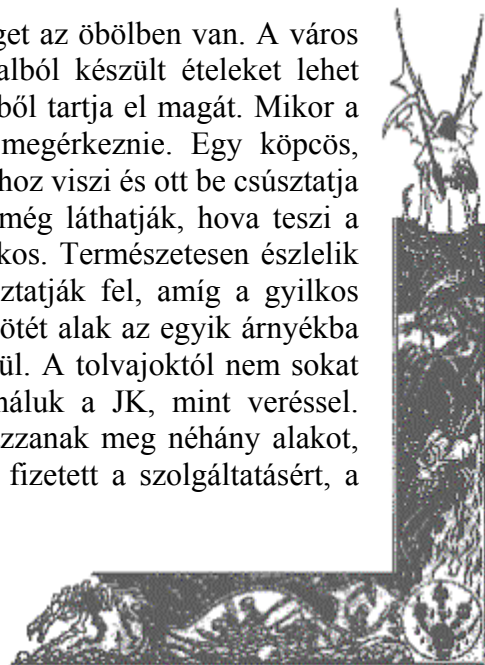 get az öbölben van. A város
alból készült ételeket lehet
ből tartja el magát. Mikor a
megérkeznie. Egy köpcös,
hoz viszi és ott be csúsztatja
még láthatják, hova teszi a
kos. Természetesen észlelik
ztatják fel, amíg a gyilkos
ötét alak az egyik árnyékba
ül. A tolvajoktól nem sokat
náluk a JK, mint veréssel.
zzanak meg néhány alakot,
fizetett a szolgáltatásért, a